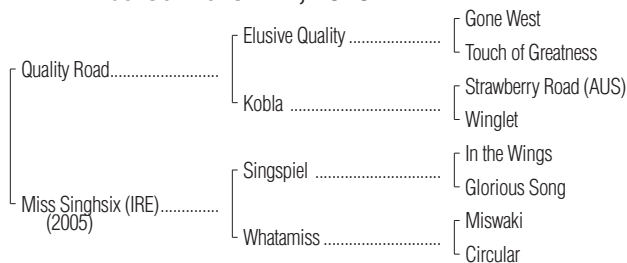 Gone West
Elusive Quality
Touch of Greatness
Quality Road
Strawberry Road (AUS)
Kobla
Winglet
In the Wings
Singspiel
Glorious Song
Miss Singhsix (IRE)
(2005)
Miswaki
Whatamiss
Circular